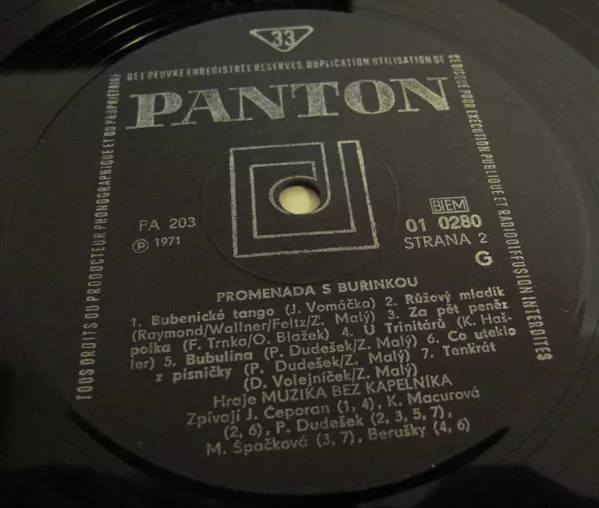 33
DE L'OEUVRE ENREGISTRÉE RESERVES. DUPLICATION UTILISATION DE
CE DISQUE POUR EXECUTION PUBLIQUE ET RADIODIFFUSION INTERDITES
TOUS DROITS DU PRODUCTEUR PHONOGRAPHIQUE ET DU PROPRIETAIRE
PANTON
FA 203
Ⓟ 1971
BIEM
01 0280
STRANA 2
G
PROMENÁDA S BUŘINKOU
1. Bubenické tango (J. Vomáčka) 2. Růžový mladík
(Raymond/Wallner/Feltz/Z. Malý) 3. Za pět peněz
polka (F. Trnka/O. Blažek) 4. U Trinitárů (K. Haš-
ler) 5. Bubulina (P. Dudešek/Z. Malý) 6. Co uteklo
z písničky (P. Dudešek/Z. Malý) 7. Tenkrát
(D. Volejníček/Z. Malý)
Hraje MUZIKA BEZ KAPELNÍKA
Zpívají J. Čeporan (1, 4), K. Macurová
(2, 6), P. Dudešek (2, 3, 5, 7),
M. Špačková (3, 7), Berušky (4, 6)